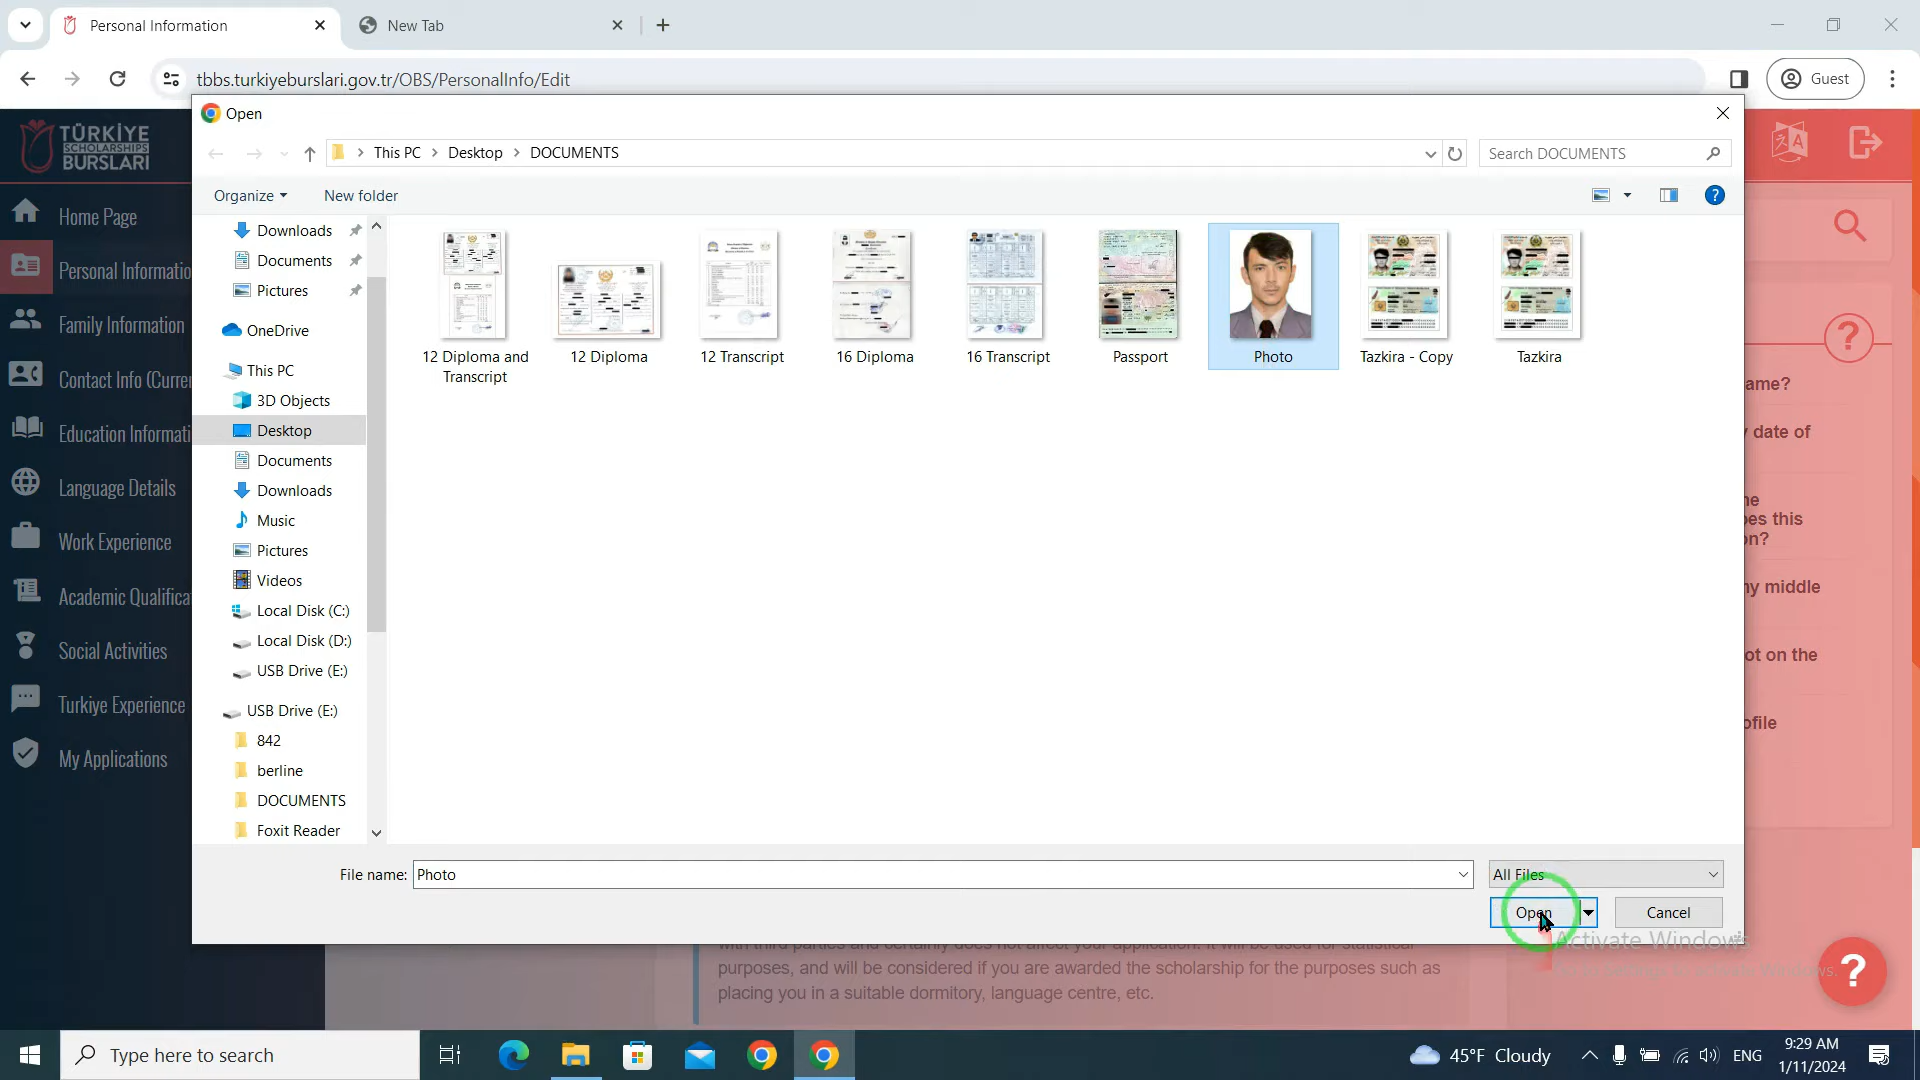 Personal Information
New Tab
tbbs.turkiyeburslari.gov.tr/OBS/PersonalInfo/Edit
Guest
TÜRKİYE
SCHOLARSHIPS
BURSLARI
Open
This PC > Desktop > DOCUMENTS
Search DOCUMENTS
Organize
New folder
Home Page
Personal Informatio
Family Information
Contact Info (Curre
Education Informati
Language Details
Work Experience
Academic Qualifica
Social Activities
Turkiye Experience
My Applications
Downloads
Documents
Pictures
OneDrive
This PC
3D Objects
Desktop
Documents
Downloads
Music
Pictures
Videos
Local Disk (C:)
Local Disk (D:)
USB Drive (E:)
USB Drive (E:)
842
berline
DOCUMENTS
Foxit Reader
12 Diploma and
Transcript
12 Diploma
12 Transcript
16 Diploma
16 Transcript
Passport
Photo
Tazkira - Copy
Tazkira
ame?
date of
es this
on?
ny middle
ot on the
ofile
File name: Photo
All Files
Open
Cancel
Activate Windows
purposes, and will be considered if you are awarded the scholarship for the purposes such as
placing you in a suitable dormitory, language centre, etc.
Type here to search
45°F Cloudy
ENG
9:29 AM
1/11/2024